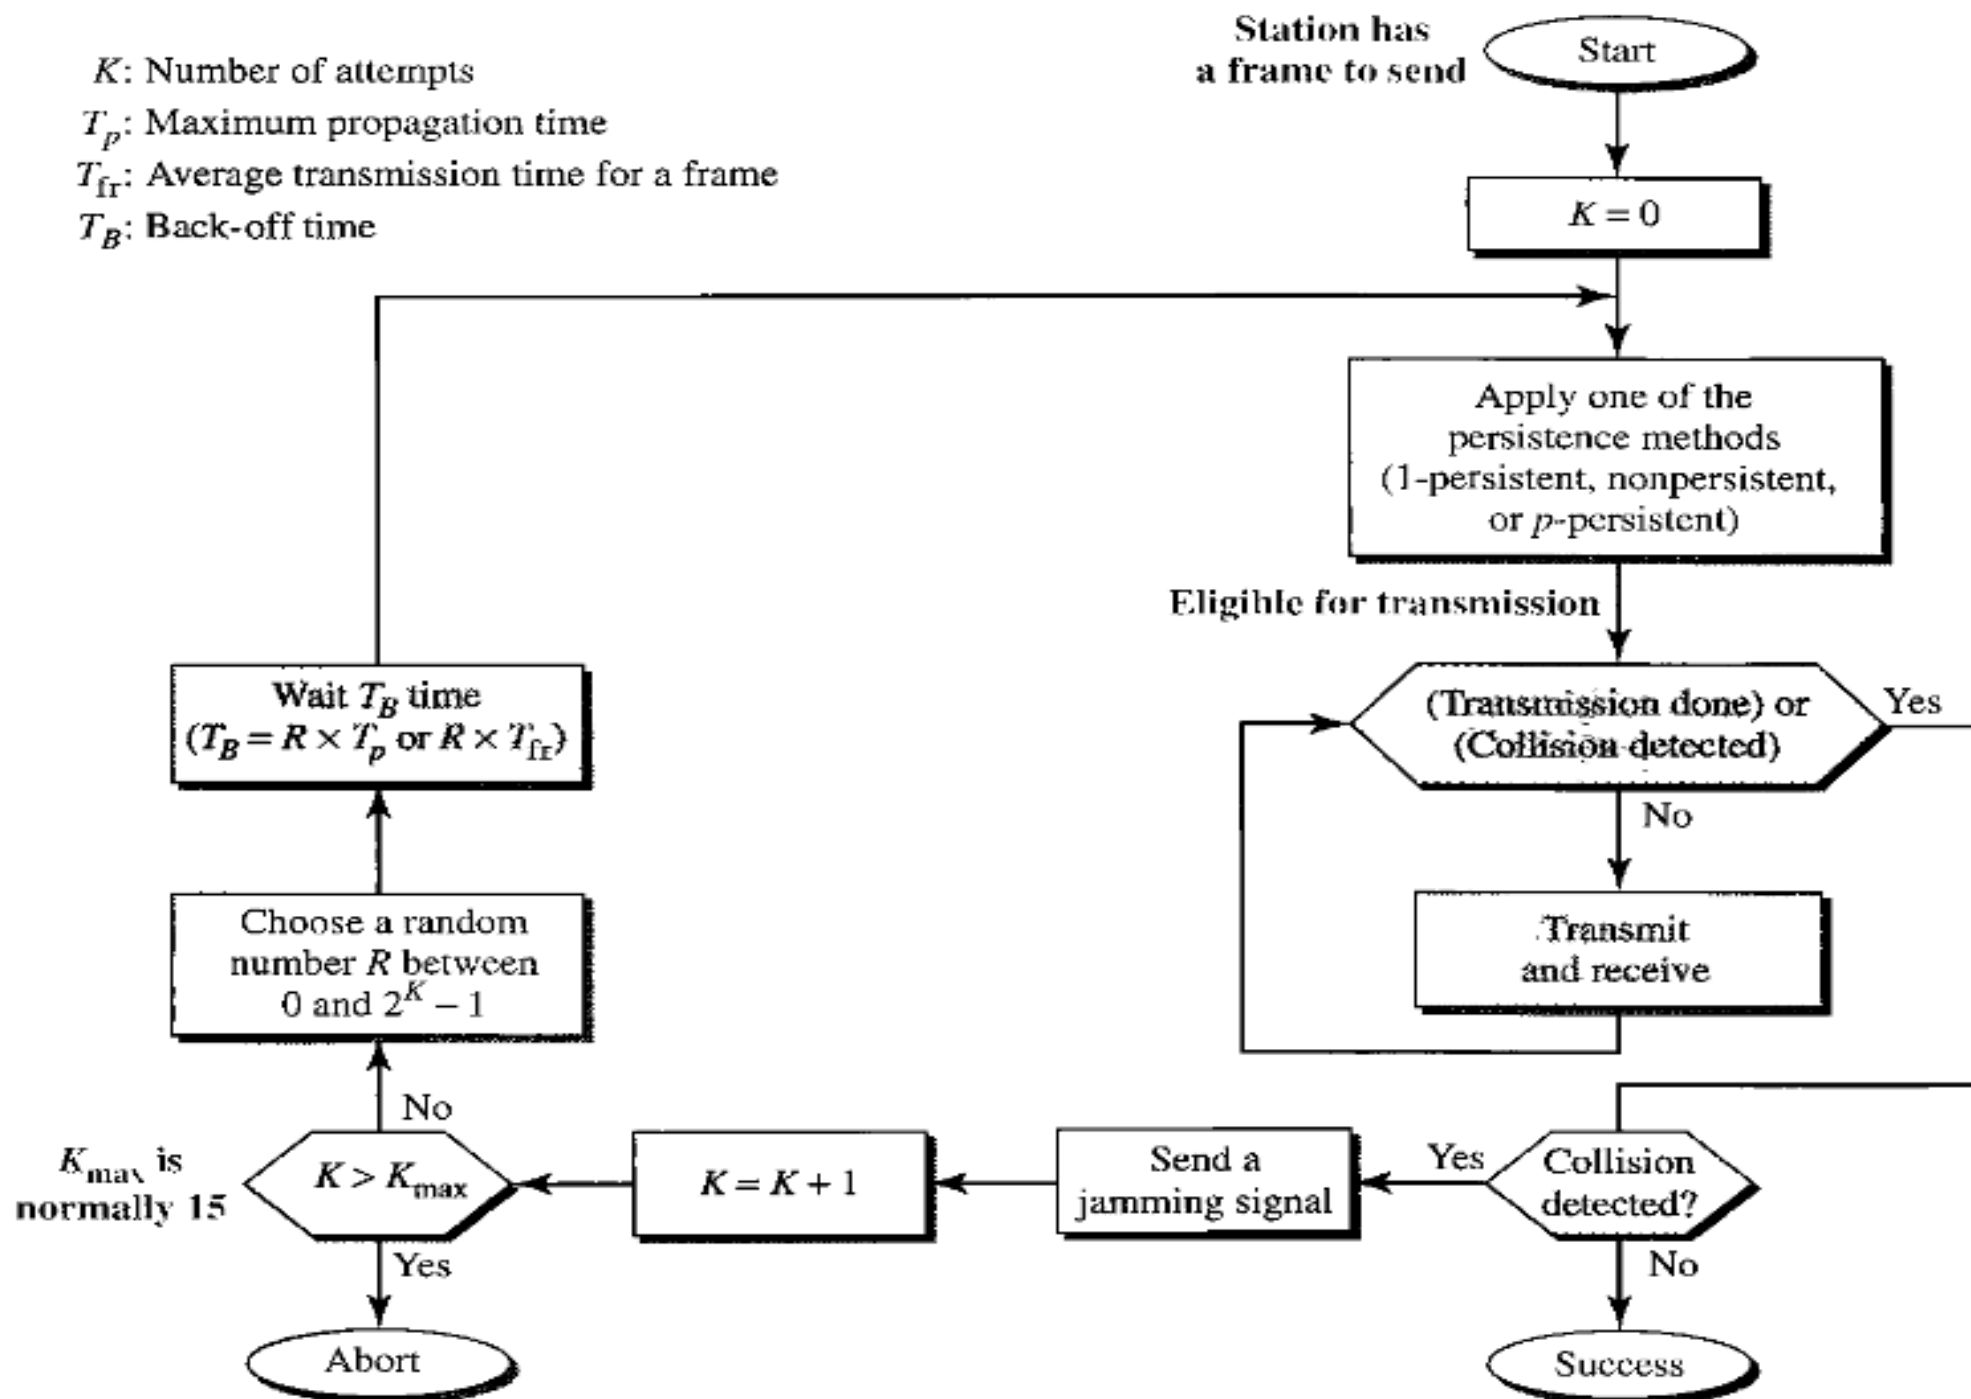 K: Number of attempts
Tp: Maximum propagation time
Tfr: Average transmission time for a frame
TB: Back-off time
Station has
a frame to send
Start
K = 0
Apply one of the
persistence methods
(1-persistent, nonpersistent,
or p-persistent)
Eligible for transmission
(Transmission done) or
(Collision detected)
Yes
No
Transmit
and receive
Wait TB time
(TB = R × Tp or R × Tfr)
Choose a random
number R between
0 and 2^K – 1
No
Kmax is
normally 15
K > Kmax
K = K + 1
Send a
jamming signal
Yes
Collision
detected?
Yes
No
Abort
Success